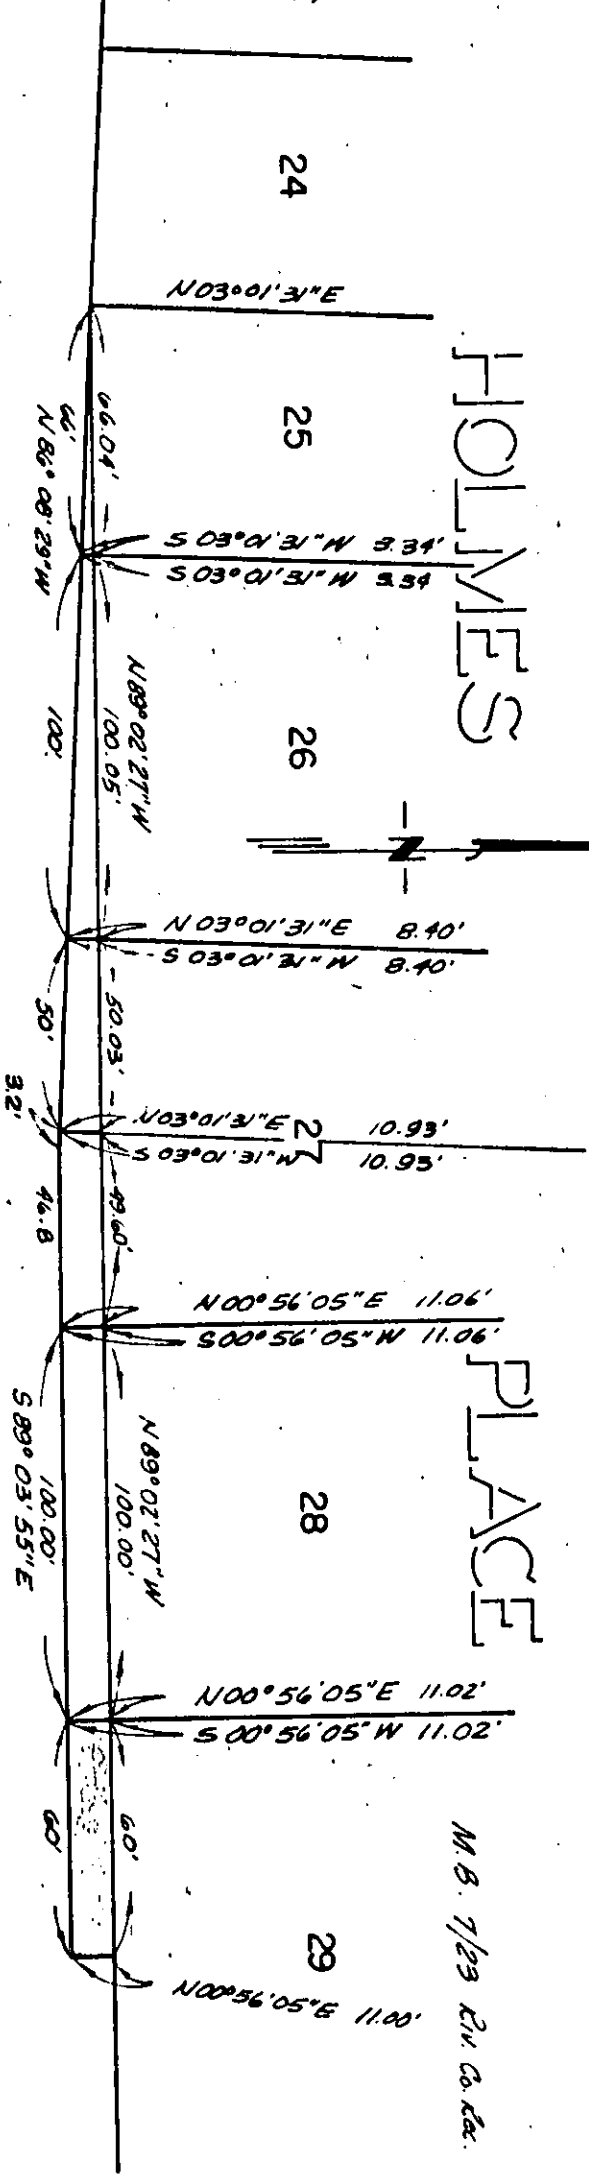 HOLMES PLACE
24
25
26
27
28
29
N03°01'31"E
66.04'
66'
N 86° 08' 29" W
S 03°01'31" W 3.34'
S 03°01'31" W 3.34
N 89° 02' 27" W
100.05'
100'
N
N 03°01'31" E 8.40'
S 03°01'31" W 8.40'
50.03'
50'
N 03°01'31" E 10.93'
S 03°01'31" W 10.93'
3.2'
49.60'
46.8
N 00° 56' 05" E 11.06'
S 00° 56' 05" W 11.06'
N 89° 02' 27" W
100.00'
100.00'
S 89° 03' 55" E
N 00° 56' 05" E 11.02'
S 00° 56' 05" W 11.02'
60'
60'
N 00° 56' 05" E 11.00'
M.B. 7/23 Riv. Co. Rec.